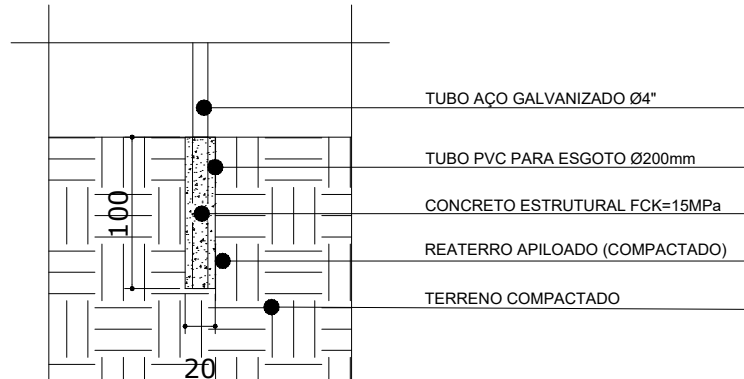 TUBO AÇO GALVANIZADO Ø4"
TUBO PVC PARA ESGOTO Ø200mm
100
CONCRETO ESTRUTURAL FCK=15MPa
REATERRO APILOADO (COMPACTADO)
TERRENO COMPACTADO
20